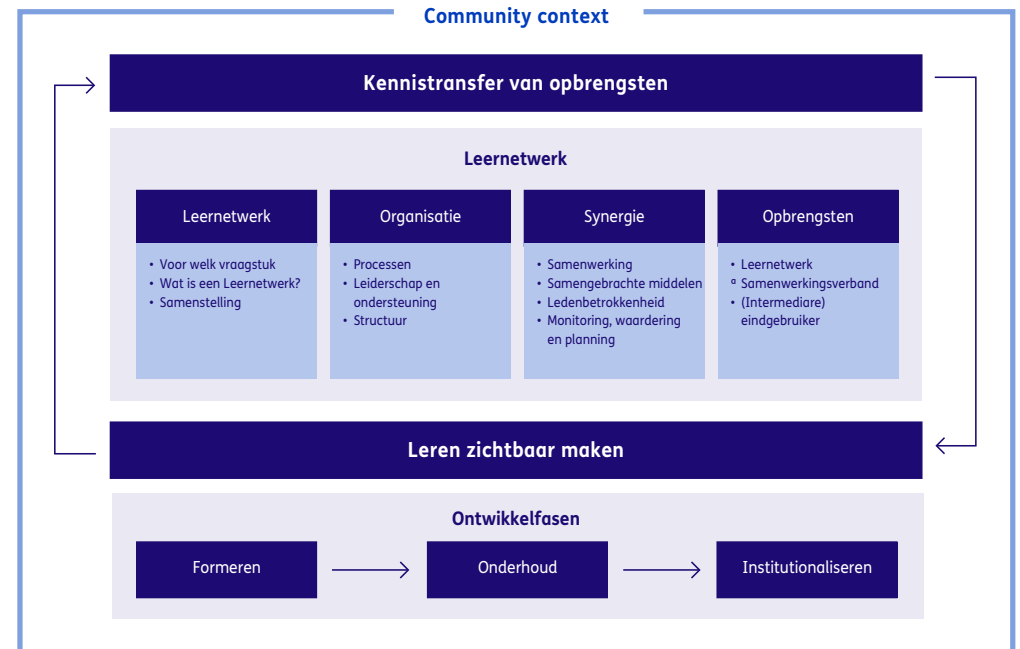 Community context
Kennistransfer van opbrengsten
Leernetwerk
Leernetwerk
• Voor welk vraagstuk
• Wat is een Leernetwerk?
• Samenstelling
Organisatie
• Processen
• Leiderschap en
ondersteuning
• Structuur
Synergie
• Samenwerking
• Samengebrachte middelen
• Ledenbetrokkenheid
• Monitoring, waardering
en planning
Opbrengsten
• Leernetwerk
ª Samenwerkingsverband
• (Intermediare)
eindgebruiker
Leren zichtbaar maken
Ontwikkelfasen
Formeren
Onderhoud
Institutionaliseren